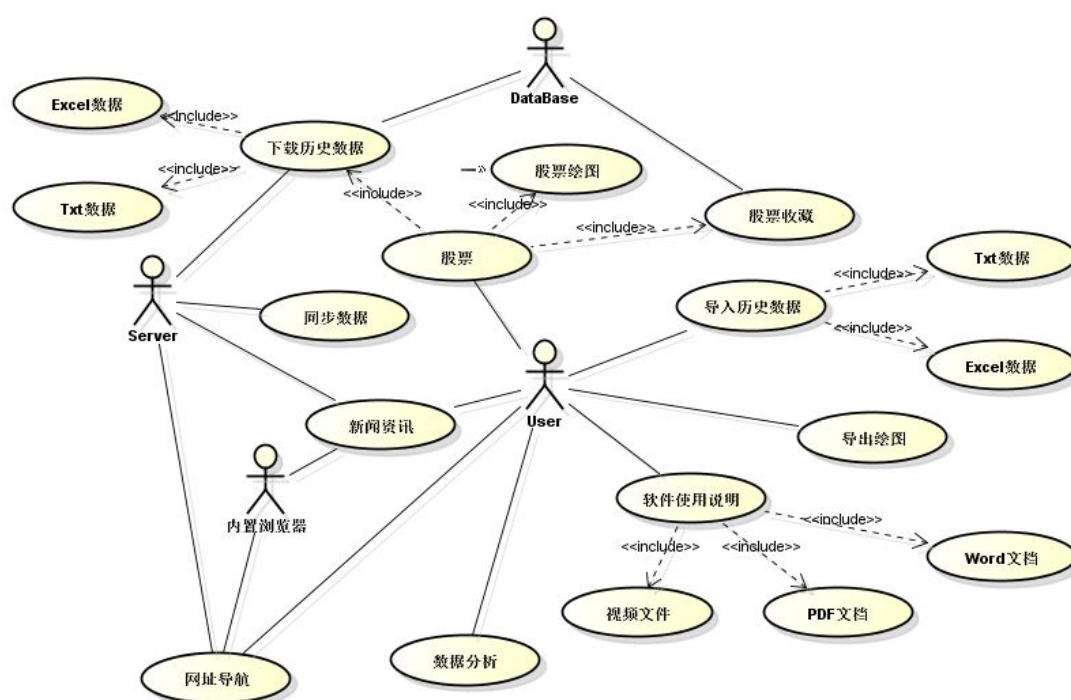 DataBase
Excel数据
<<include>>
下载历史数据
<<include>>
Txt数据
股票绘图
<<include>>
<<include>>
股票收藏
<<include>>
股票
Txt数据
<<include>>
导入历史数据
<<include>>
Excel数据
Server
同步数据
User
新闻资讯
导出绘图
内置浏览器
软件使用说明
<<include>>
<<include>>
<<include>>
Word文档
视频文件
PDF文档
网址导航
数据分析